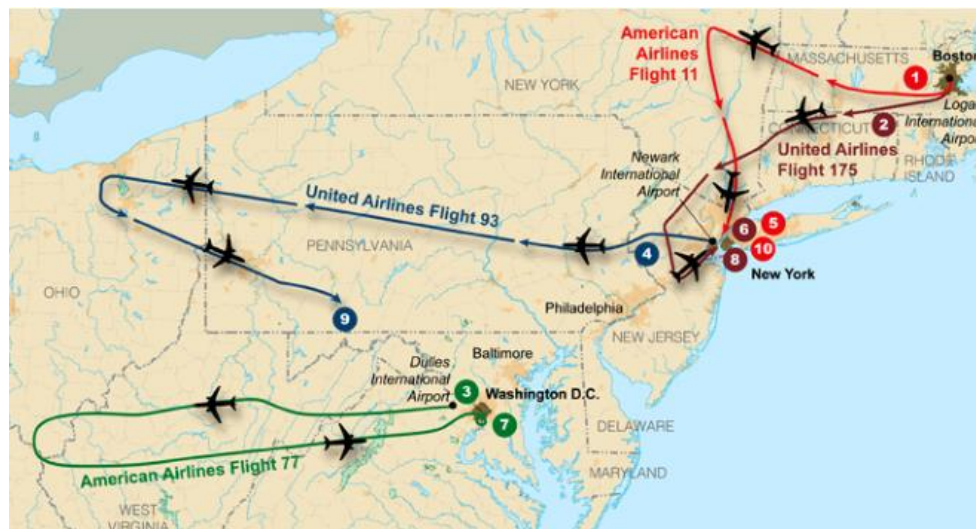 American
Airlines
Flight 11
MASSACHUSETTS
Boston
1
NEW YORK
2
Logan
International
Airport
CONNECTICUT
United Airlines
Flight 175
RHODE
ISLAND
Newark
International
Airport
United Airlines Flight 93
PENNSYLVANIA
4
6
5
8
10
New York
OHIO
9
Philadelphia
NEW JERSEY
Dulles
International
Airport
Baltimore
3
Washington D.C.
7
American Airlines Flight 77
DELAWARE
MARYLAND
WEST
VIRGINIA